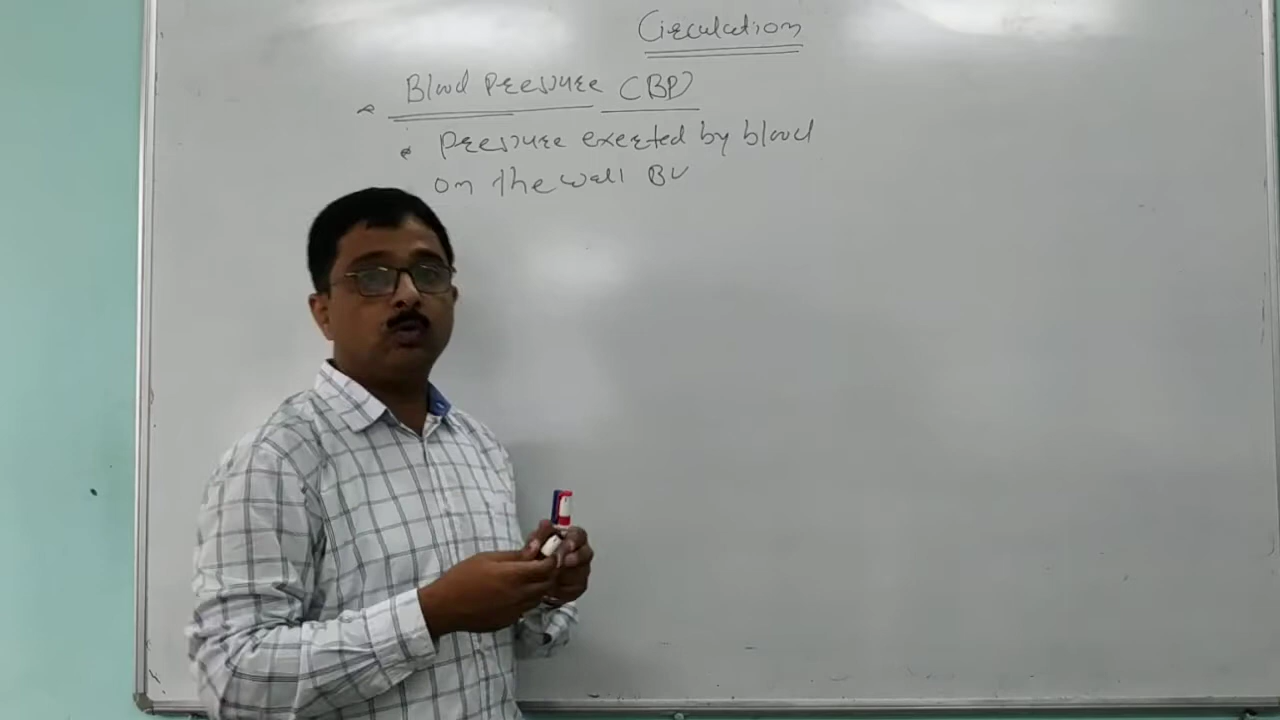 Circulation
Blood Pressure (BP)
Pressure exerted by blood
on the wall BV